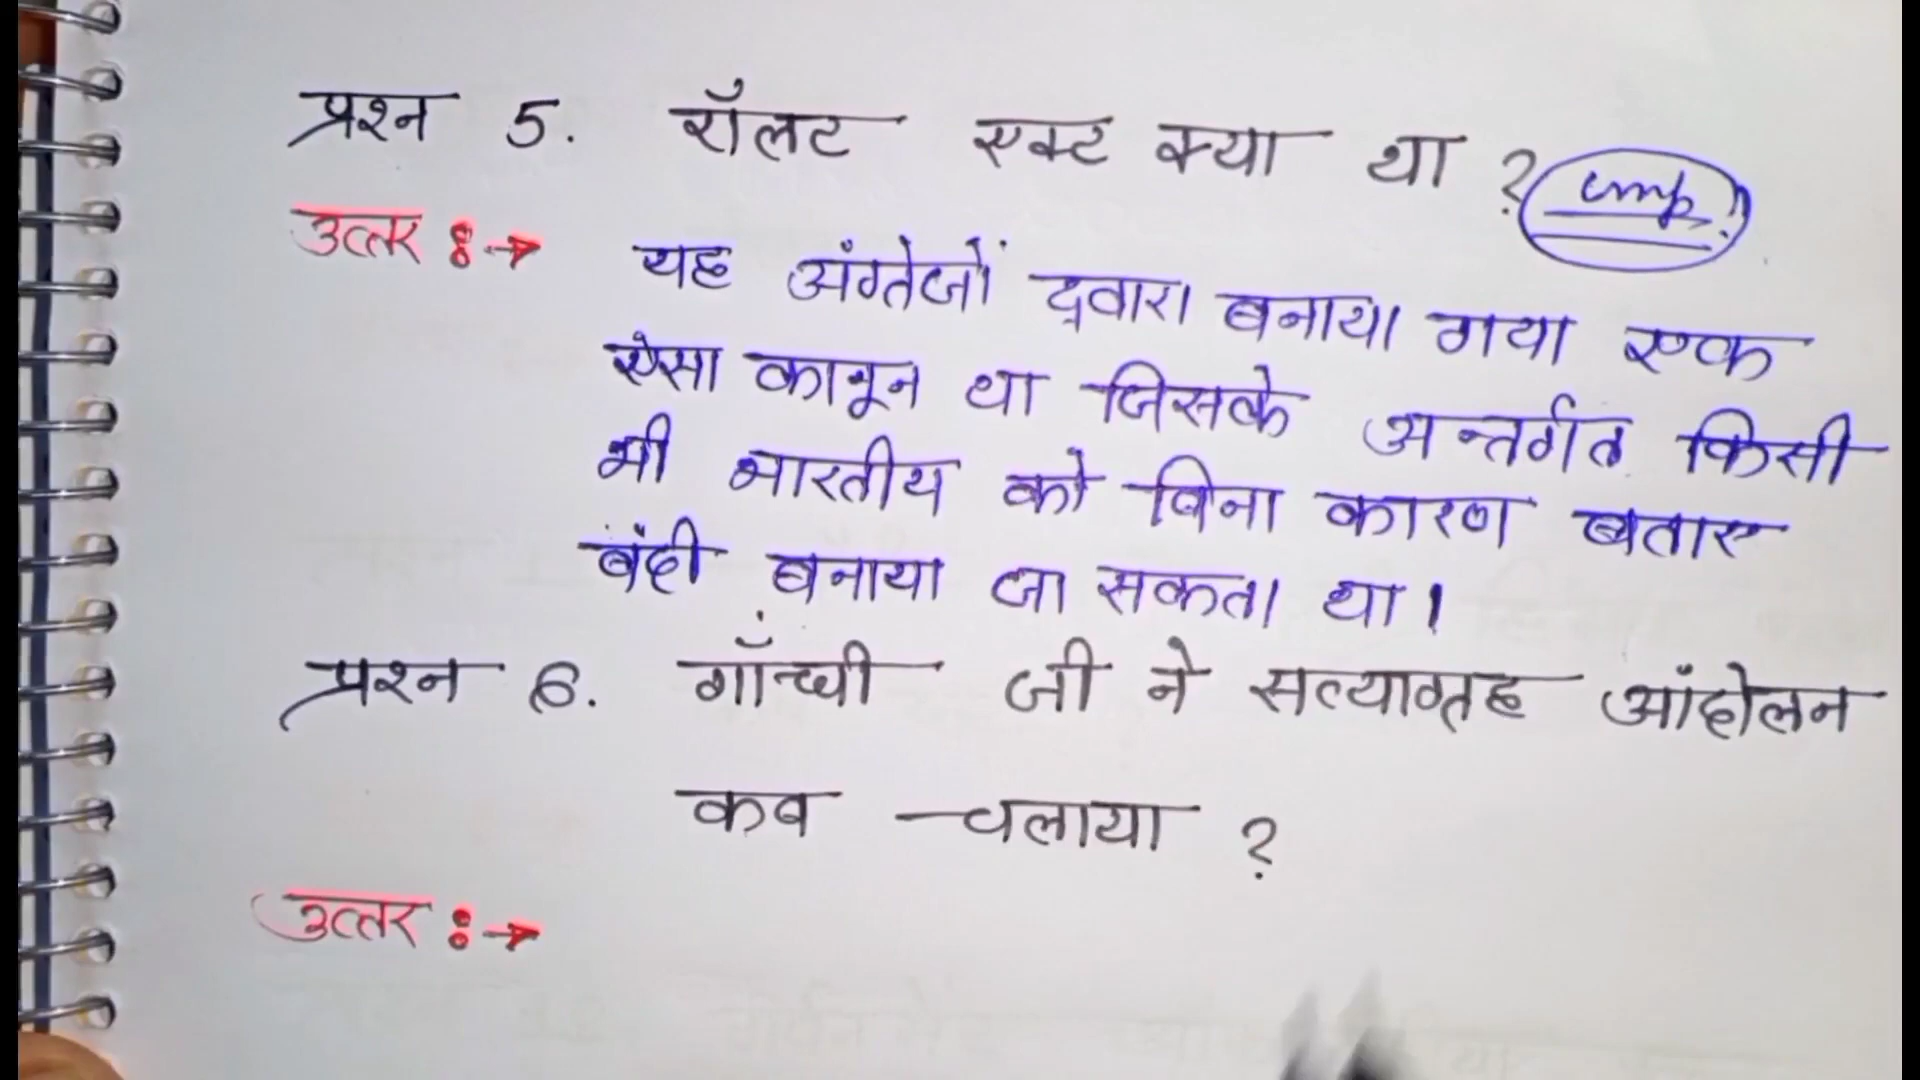 प्रश्न 5. रॉलट एक्ट क्या था ? imp!
उत्तर :→ यह अंग्रेजों द्वारा बनाया गया एक
ऐसा कानून था जिसके अन्तर्गत किसी
भी भारतीय को बिना कारण बताए
बंदी बनाया जा सकता था।
प्रश्न 6. गाँन्धी जी ने सत्याग्रह आंदोलन
कब चलाया ?
उत्तर :→